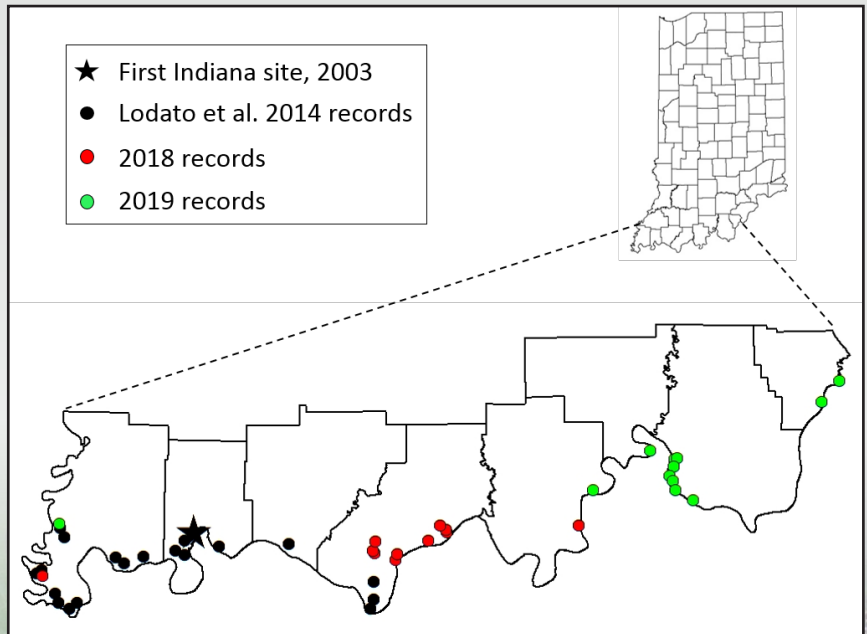 First Indiana site, 2003
Lodato et al. 2014 records
2018 records
2019 records